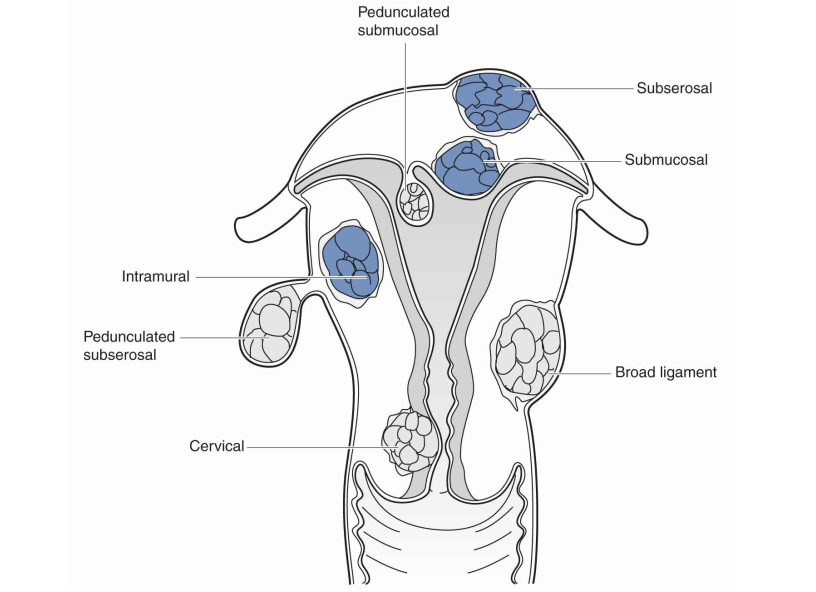 Pedunculated
submucosal
Subserosal
Submucosal
Intramural
Pedunculated
subserosal
Broad ligament
Cervical